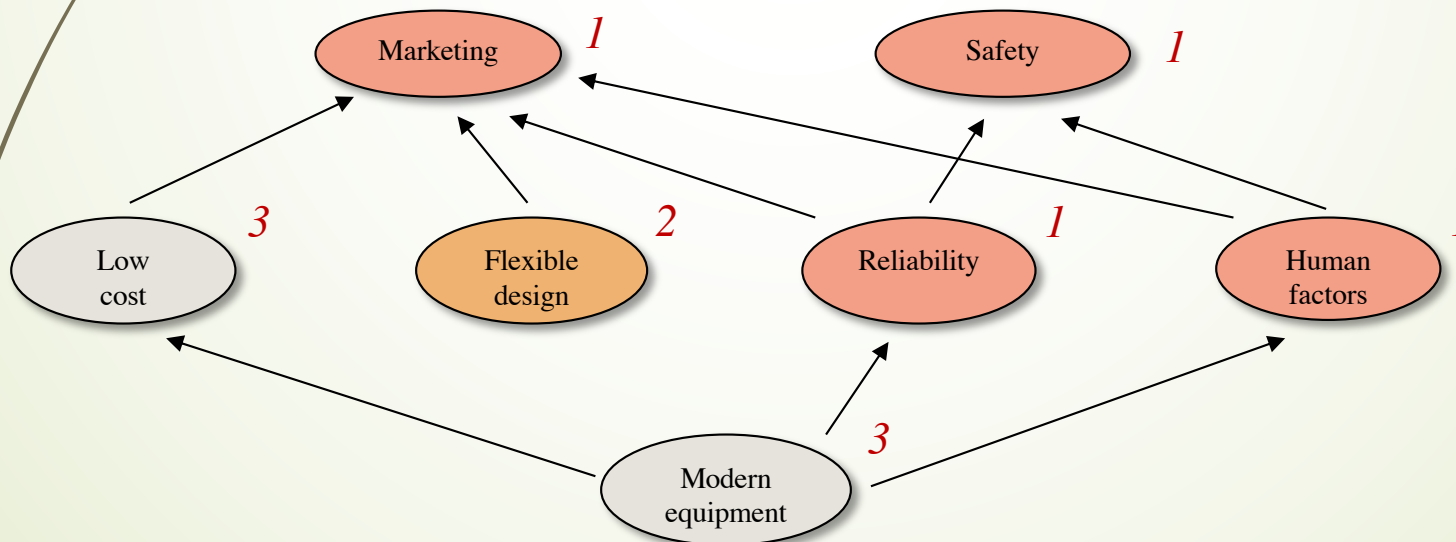 Marketing
1
Safety
1
Low
cost
3
Flexible
design
2
Reliability
1
Human
factors
Modern
equipment
3